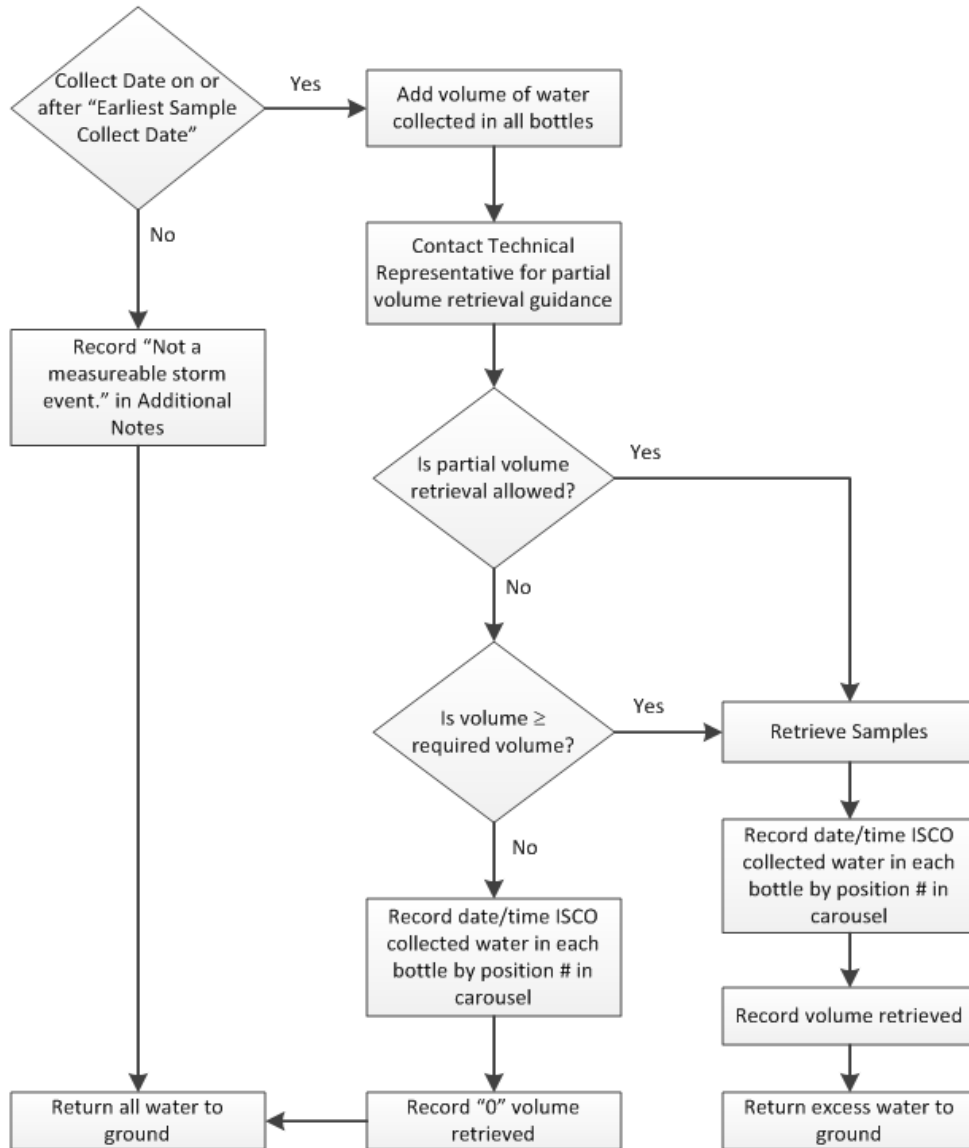 Collect Date on or
after “Earliest Sample
Collect Date”
Yes
Add volume of water
collected in all bottles
No
Contact Technical
Representative for partial
volume retrieval guidance
Record “Not a
measureable storm
event.” in Additional
Notes
Is partial volume
retrieval allowed?
Yes
No
Is volume ≥
required volume?
Yes
Retrieve Samples
No
Record date/time ISCO
collected water in each
bottle by position # in
carousel
Record date/time ISCO
collected water in each
bottle by position # in
carousel
Record volume retrieved
Return all water to
ground
Record “0” volume
retrieved
Return excess water to
ground